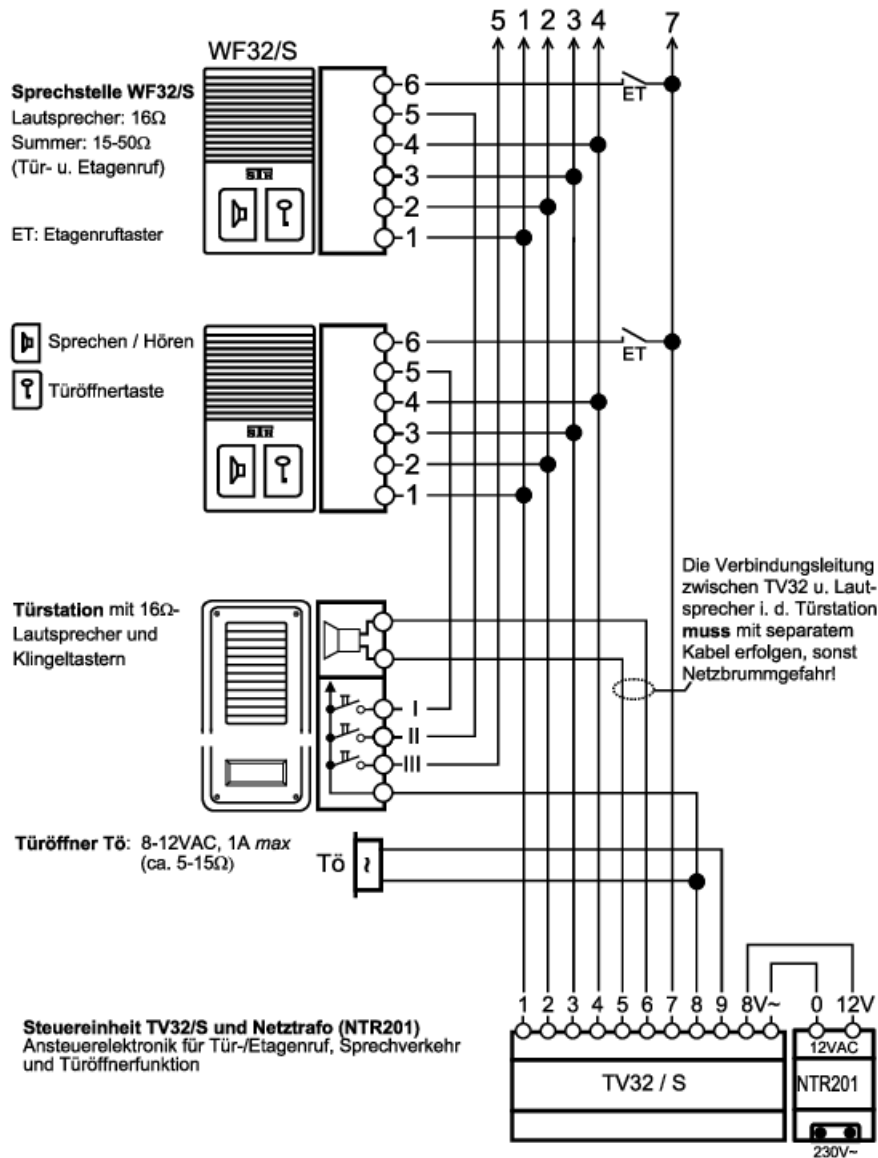 5 1 2 3 4 7
WF32/S
Sprechstelle WF32/S
Lautsprecher: 16Ω
Summer: 15-50Ω
(Tür- u. Etagenruf)
ET: Etagenruftaster
STR
6
5
4
3
2
1
ET
Sprechen / Hören
Türöffnertaste
STR
6
5
4
3
2
1
ET
Die Verbindungsleitung
zwischen TV32 u. Laut-
sprecher i. d. Türstation
muss mit separatem
Kabel erfolgen, sonst
Netzbrummgefahr!
Türstation mit 16Ω-
Lautsprecher und
Klingeltastern
I
II
III
Türöffner Tö: 8-12VAC, 1A max
(ca. 5-15Ω)
Tö
~
1 2 3 4 5 6 7 8 9 8V~ 0 12V
Steuereinheit TV32/S und Netztrafo (NTR201)
Ansteuerelektronik für Tür-/Etagenruf, Sprechverkehr
und Türöffnerfunktion
TV32 / S
12VAC
NTR201
230V~